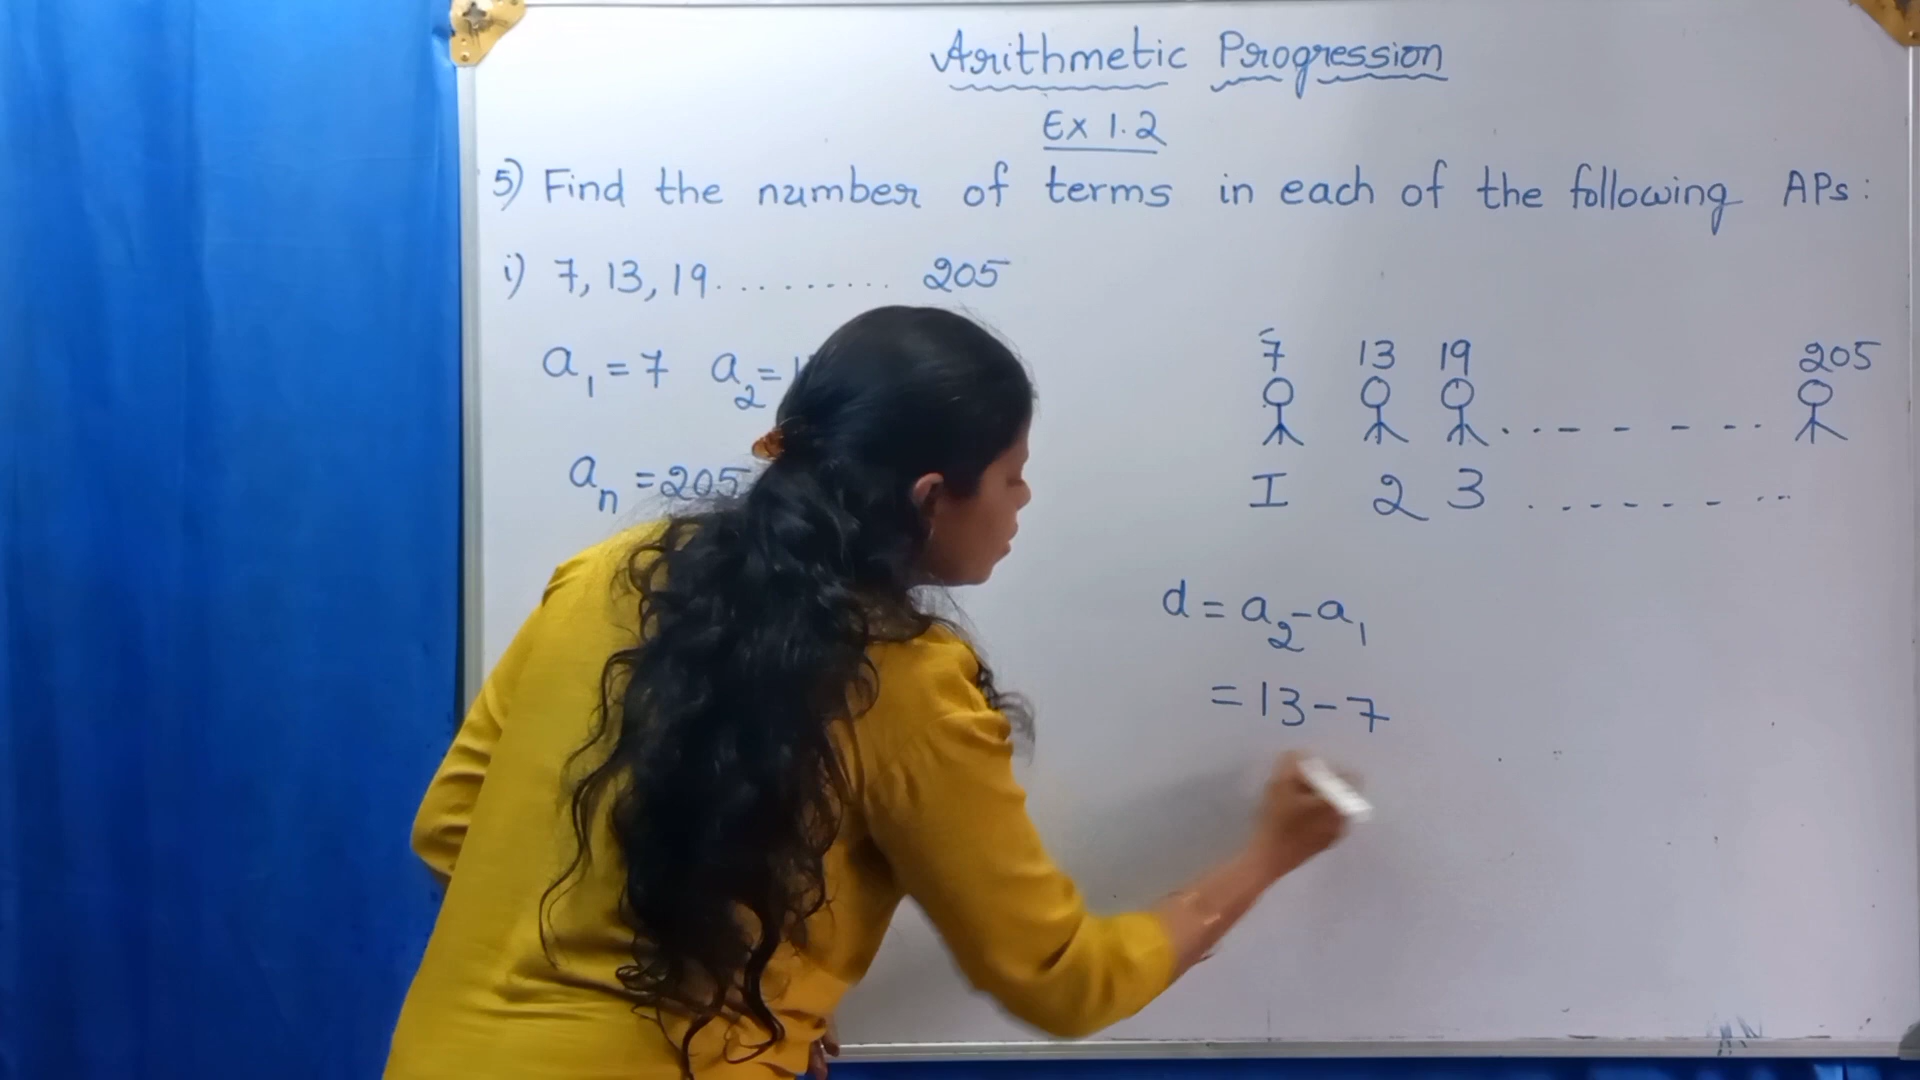 Arithmetic Progression
Ex 1.2
5) Find the number of terms in each of the following APs:
i) 7, 13, 19.......... 205
a₁ = 7 a₂ = 1
aₙ = 205
7 13 19 205
I 2 3 .........
d = a₂ - a₁
= 13 - 7